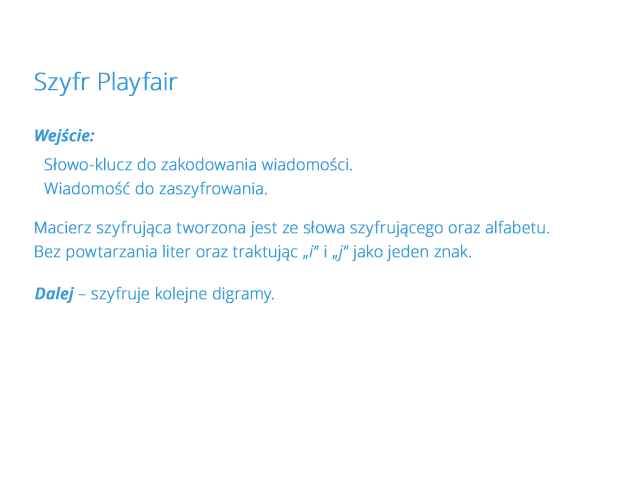 Szyfr Playfair
Wejście:
Słowo-klucz do zakodowania wiadomości.
Wiadomość do zaszyfrowania.
Macierz szyfrująca tworzona jest ze słowa szyfrującego oraz alfabetu.
Bez powtarzania liter oraz traktując „i” i „j” jako jeden znak.
Dalej – szyfruje kolejne digramy.